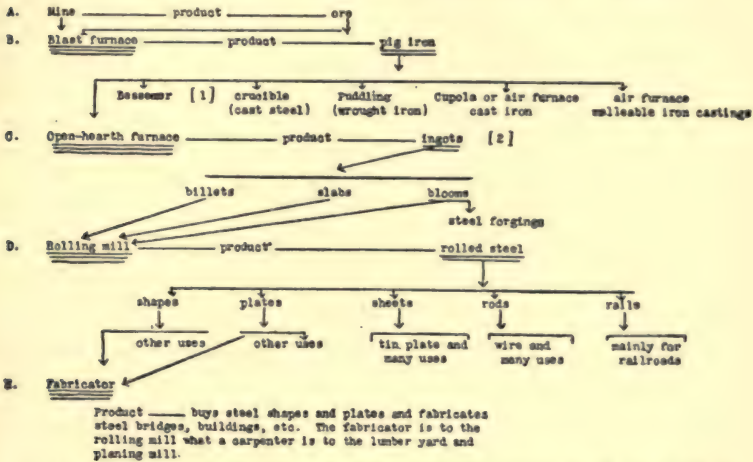 A. Mine product ore
B. Blast furnace product pig iron
Bessemer [1] crucible Puddling Cupola or air furnace air furnace
(cast steel) (wrought iron) cast iron malleable iron castings
C. Open-hearth furnace product ingots [2]
billets slabs blooms
steel forgings
D. Rolling mill product rolled steel
shapes plates sheets rods rails
other uses other uses tin plate and wire and mainly for
many uses many uses railroads
E. Fabricator
Product buys steel shapes and plates and fabricates
steel bridges, buildings, etc. The fabricator is to the
rolling mill what a carpenter is to the lumber yard and
planing mill.